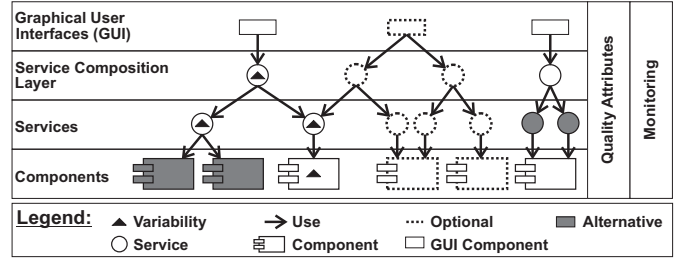 Graphical User
Interfaces (GUI)
Service Composition
Layer
Services
Components
Quality Attributes
Monitoring
Legend:
Variability
Use
Optional
Alternative
Service
Component
GUI Component